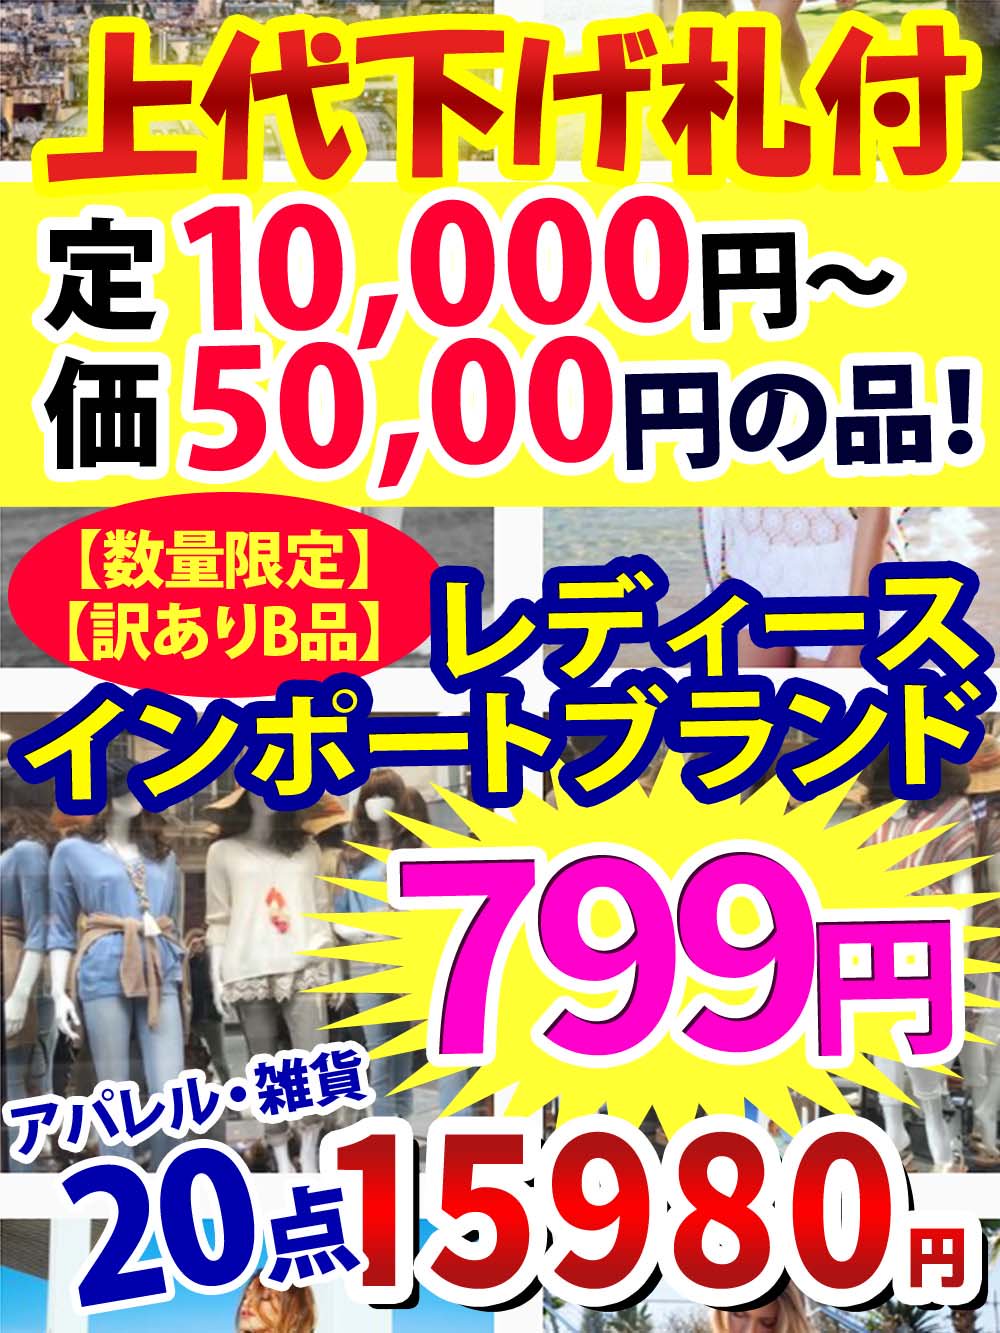 上代下げ札付
定価10,000円～
50,00円の品!
【数量限定】
【訳ありB品】
レディース
インポートブランド
799円
アパレル・雑貨
20点15980円